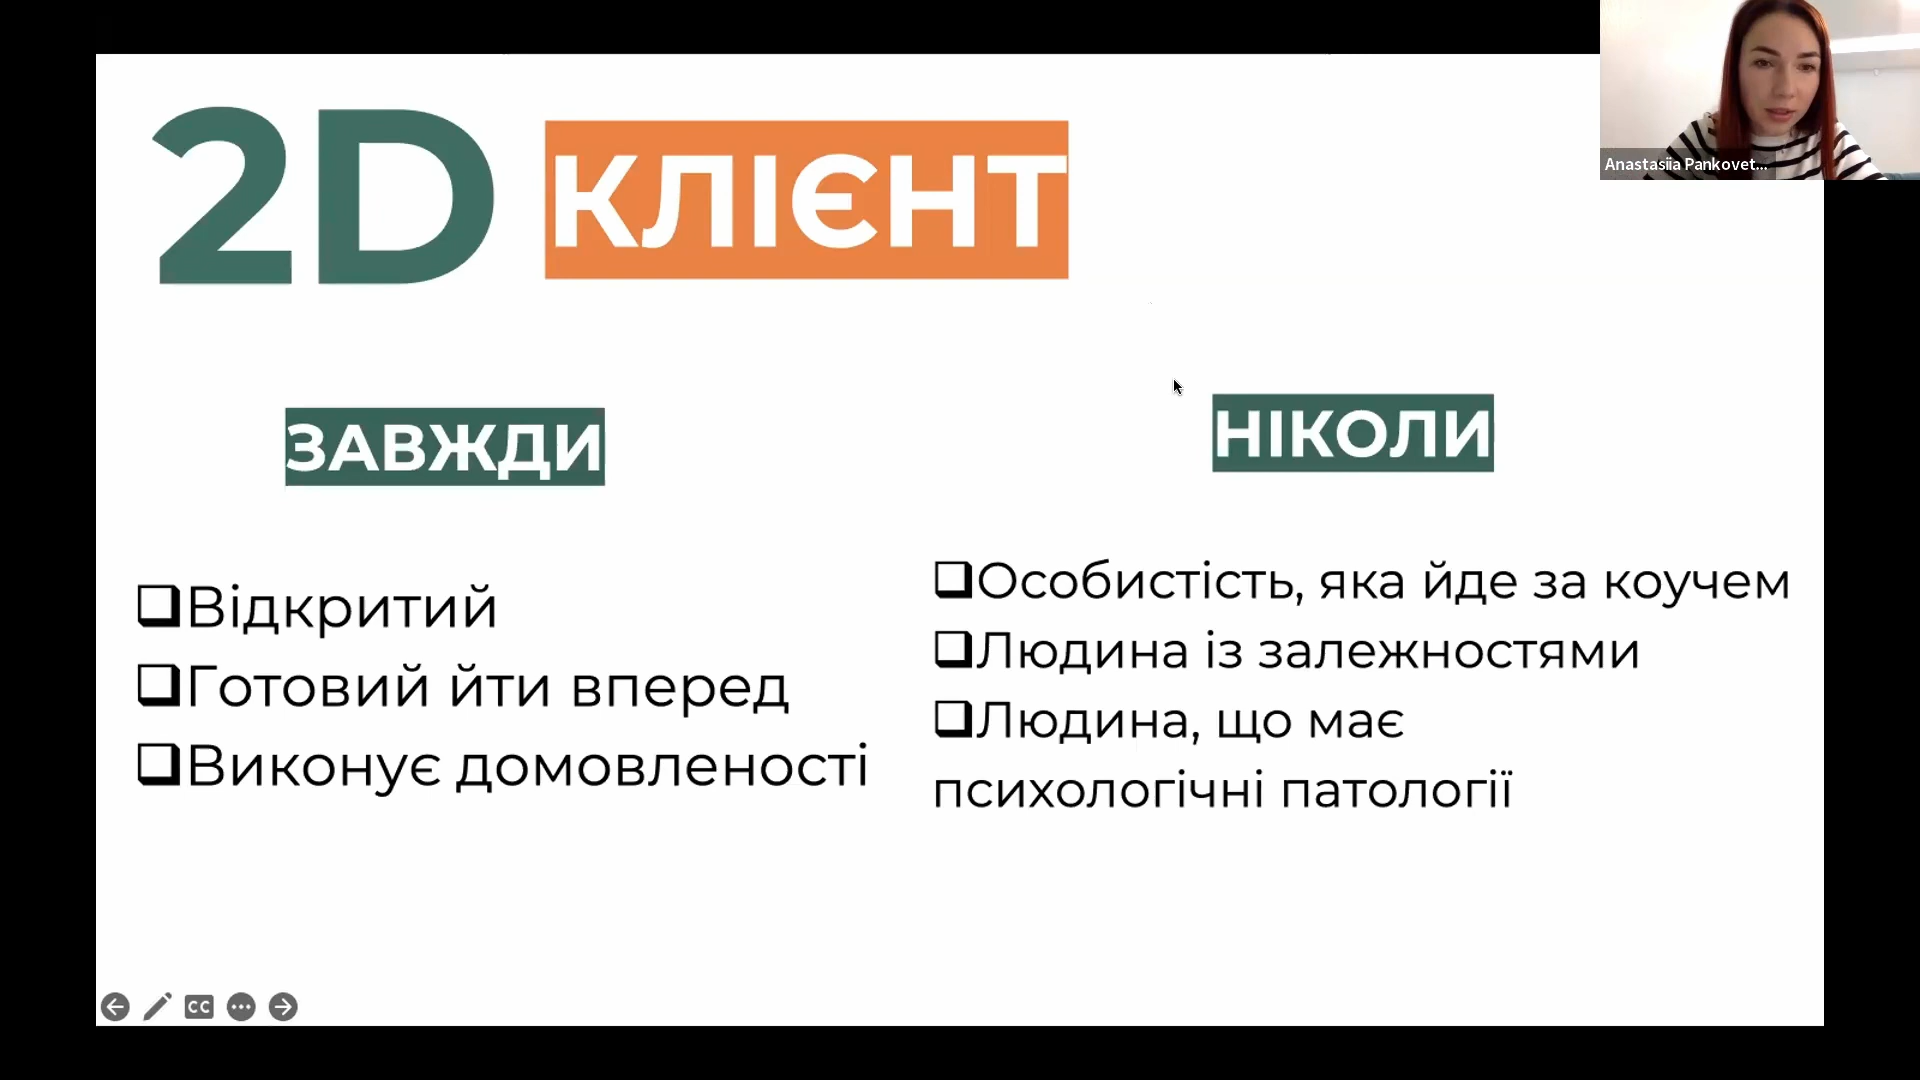 2D КЛІЄНТ
Anastasiia Pankovet...
ЗАВЖДИ
Відкритий
Готовий йти вперед
Виконує домовленості
НІКОЛИ
Особистість, яка йде за коучем
Людина із залежностями
Людина, що має
психологічні патології
CC